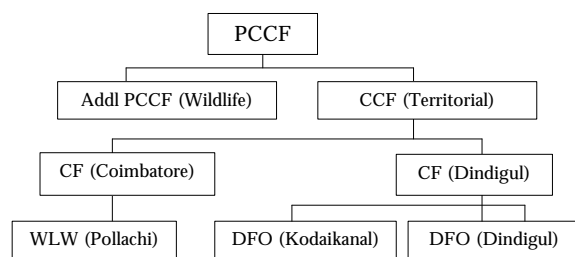 PCCF
Addl PCCF (Wildlife)
CCF (Territorial)
CF (Coimbatore)
CF (Dindigul)
WLW (Pollachi)
DFO (Kodaikanal)
DFO (Dindigul)